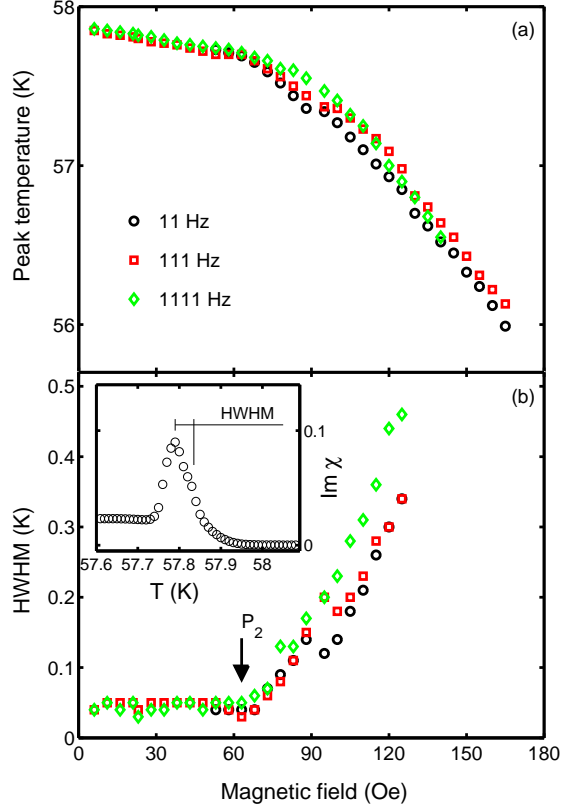 58
57
56
Peak temperature (K)
(a)
11 Hz
111 Hz
1111 Hz
0.5
0.4
0.3
0.2
0.1
0
HWHM (K)
(b)
HWHM
0.1
0
Im χ
57.6 57.7 57.8 57.9 58
T (K)
P2
0 30 60 90 120 150 180
Magnetic field (Oe)